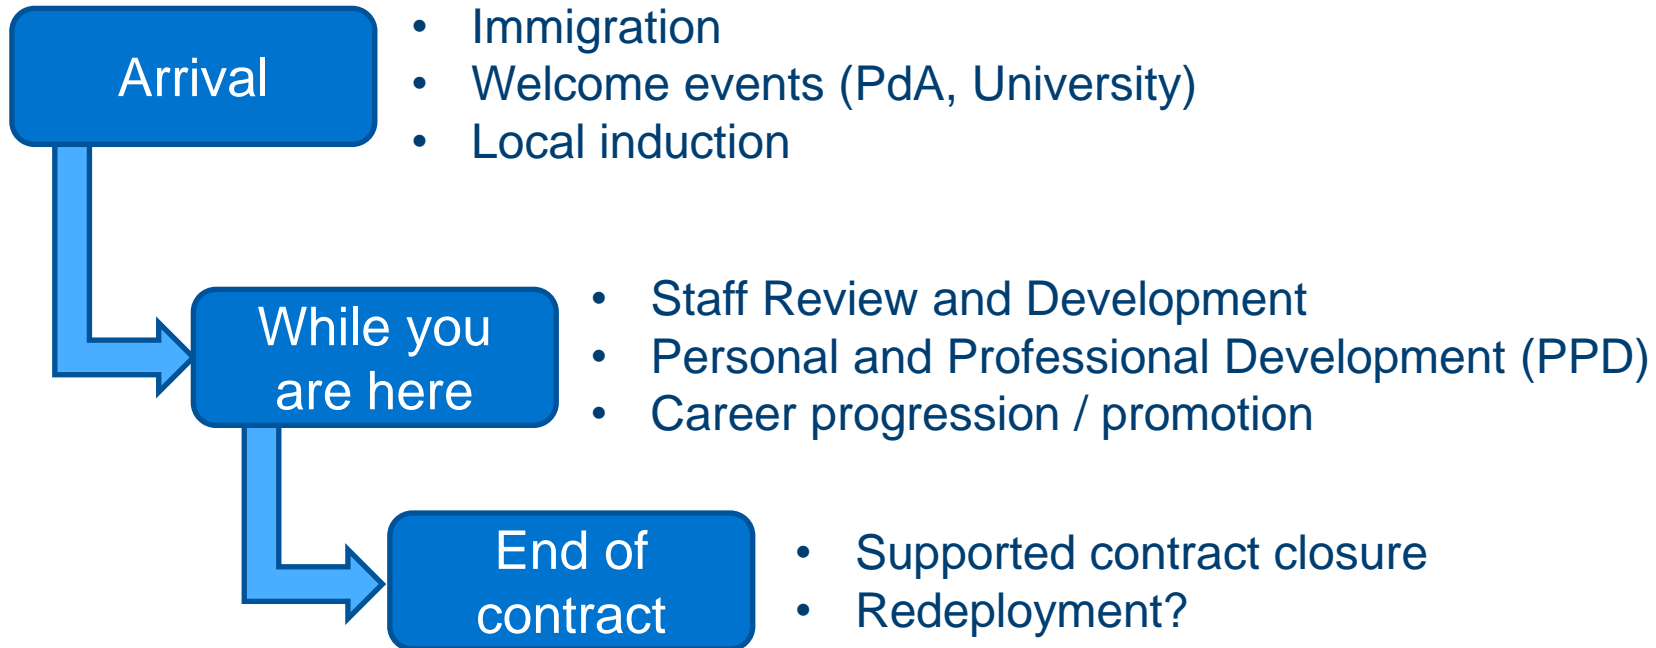 Arrival
• Immigration
• Welcome events (PdA, University)
• Local induction
While you
are here
• Staff Review and Development
• Personal and Professional Development (PPD)
• Career progression / promotion
End of
contract
• Supported contract closure
• Redeployment?